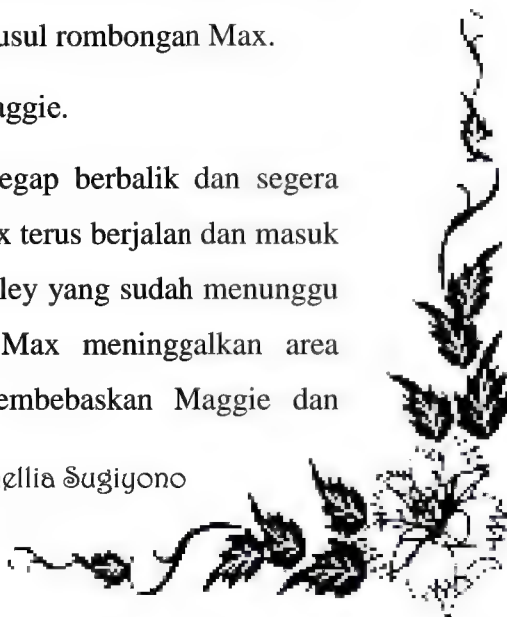 usul rombongan Max.
aggie.
egap berbalik dan segera
x terus berjalan dan masuk
ley yang sudah menunggu
Max meninggalkan area
embebaskan Maggie dan
ellia Sugiyono